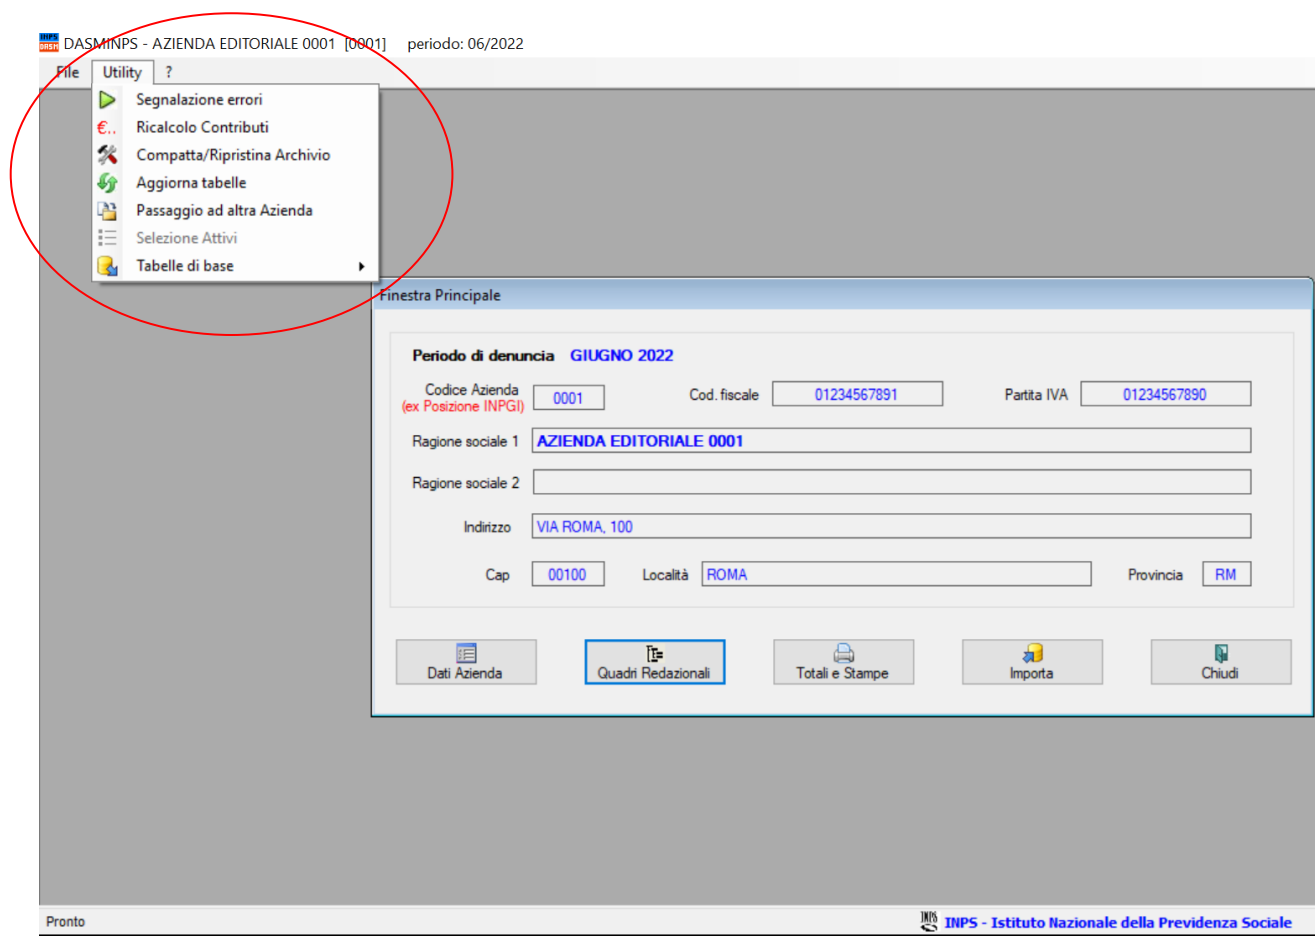 INPS
DASM
DASMINPS - AZIENDA EDITORIALE 0001 [0001] periodo: 06/2022
File Utility ?
Segnalazione errori
€.. Ricalcolo Contributi
Compatta/Ripristina Archivio
Aggiorna tabelle
Passaggio ad altra Azienda
Selezione Attivi
Tabelle di base
Finestra Principale
Periodo di denuncia GIUGNO 2022
Codice Azienda
(ex Posizione INPGI) 0001 Cod. fiscale 01234567891 Partita IVA 01234567890
Ragione sociale 1 AZIENDA EDITORIALE 0001
Ragione sociale 2
Indirizzo VIA ROMA, 100
Cap 00100 Località ROMA Provincia RM
Dati Azienda Quadri Redazionali Totali e Stampe Importa Chiudi
Pronto INPS INPS - Istituto Nazionale della Previdenza Sociale